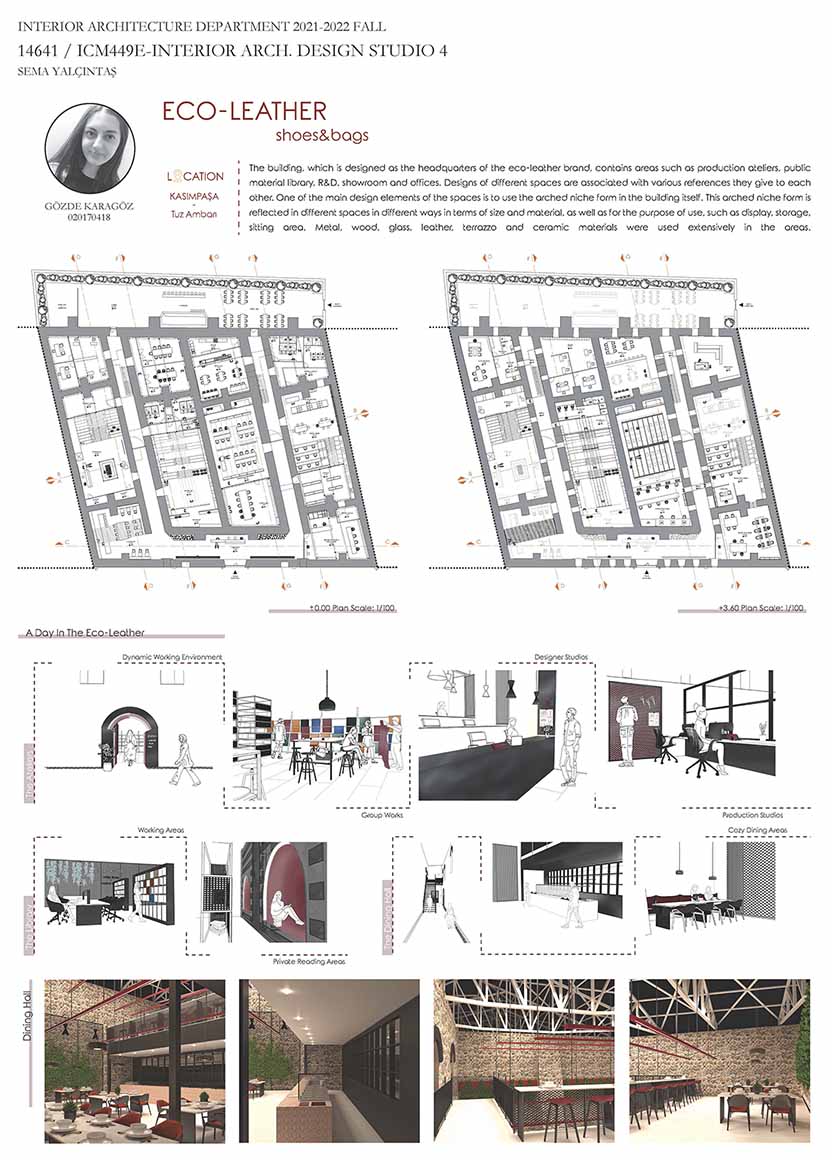 INTERIOR ARCHITECTURE DEPARTMENT 2021-2022 FALL
14641 / ICM449E-INTERIOR ARCH. DESIGN STUDIO 4
SEMA YALÇINTAŞ
ECO-LEATHER
shoes&bags
GÖZDE KARAGÖZ
020170418
LOCATION
KASIMPAŞA
-
Tuz Ambarı
The building, which is designed as the headquarters of the eco-leather brand, contains areas such as production ateliers, public
material library, R&D, showroom and offices. Designs of different spaces are associated with various references they give to each
other. One of the main design elements of the spaces is to use the arched niche form in the building itself. This arched niche form is
reflected in different spaces in different ways in terms of size and material, as well as for the purpose of use, such as display, storage,
sitting area. Metal, wood, glass, leather, terrazzo and ceramic materials were used extensively in the areas.
±0.00 Plan Scale: 1/100
+3.60 Plan Scale: 1/100
A Day In The Eco-Leather
Dynamic Working Environment
Designer Studios
Group Works
Production Studios
Working Areas
Cozy Dining Areas
The Library
The Dining Hall
Private Reading Areas
Dining Hall